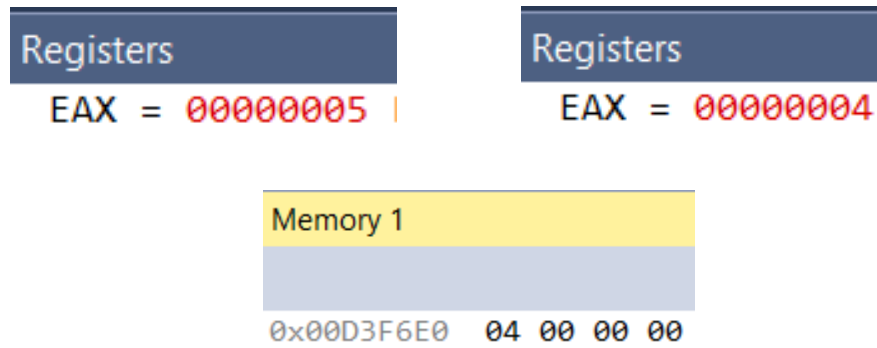 Registers
EAX = 00000005
Registers
EAX = 00000004
Memory 1
0x00D3F6E0 04 00 00 00